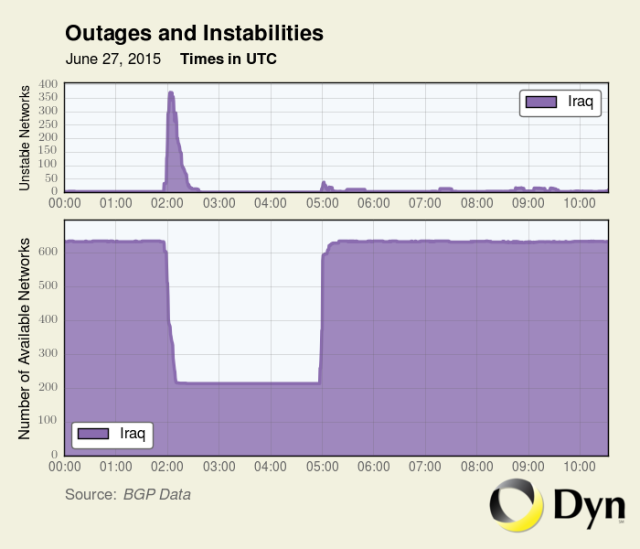 Outages and Instabilities
June 27, 2015 Times in UTC
Unstable Networks
400
350
300
250
200
150
100
50
0
Iraq
00:00 01:00 02:00 03:00 04:00 05:00 06:00 07:00 08:00 09:00 10:00
Number of Available Networks
600
500
400
300
200
100
0
Iraq
00:00 01:00 02:00 03:00 04:00 05:00 06:00 07:00 08:00 09:00 10:00
Source: BGP Data
Dyn